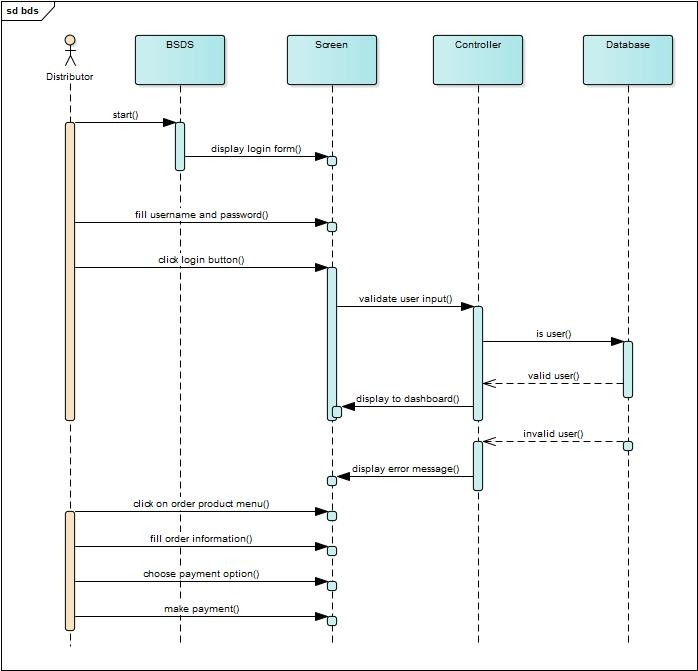 sd bds
BSDS
Screen
Controller
Database
Distributor
start()
display login form()
fill username and password()
click login button()
validate user input()
is user()
valid user()
display to dashboard()
invalid user()
display error message()
click on order product menu()
fill order information()
choose payment option()
make payment()